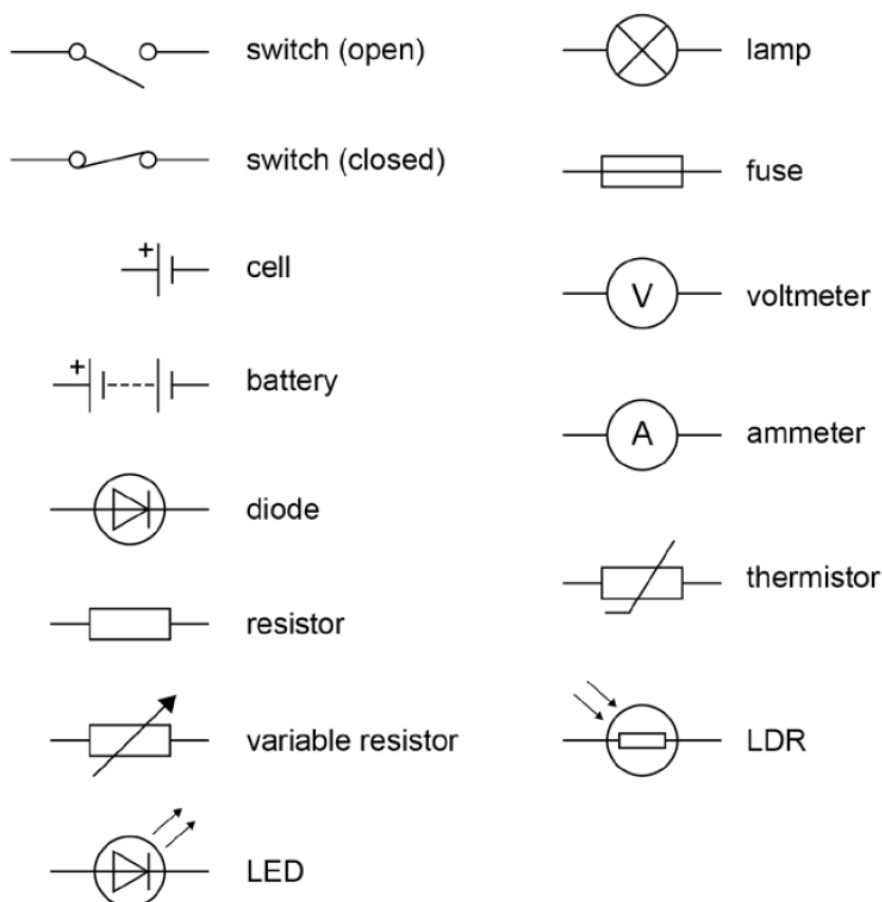 switch (open)
switch (closed)
+
cell
+
battery
diode
resistor
variable resistor
LED
lamp
fuse
V
voltmeter
A
ammeter
thermistor
LDR